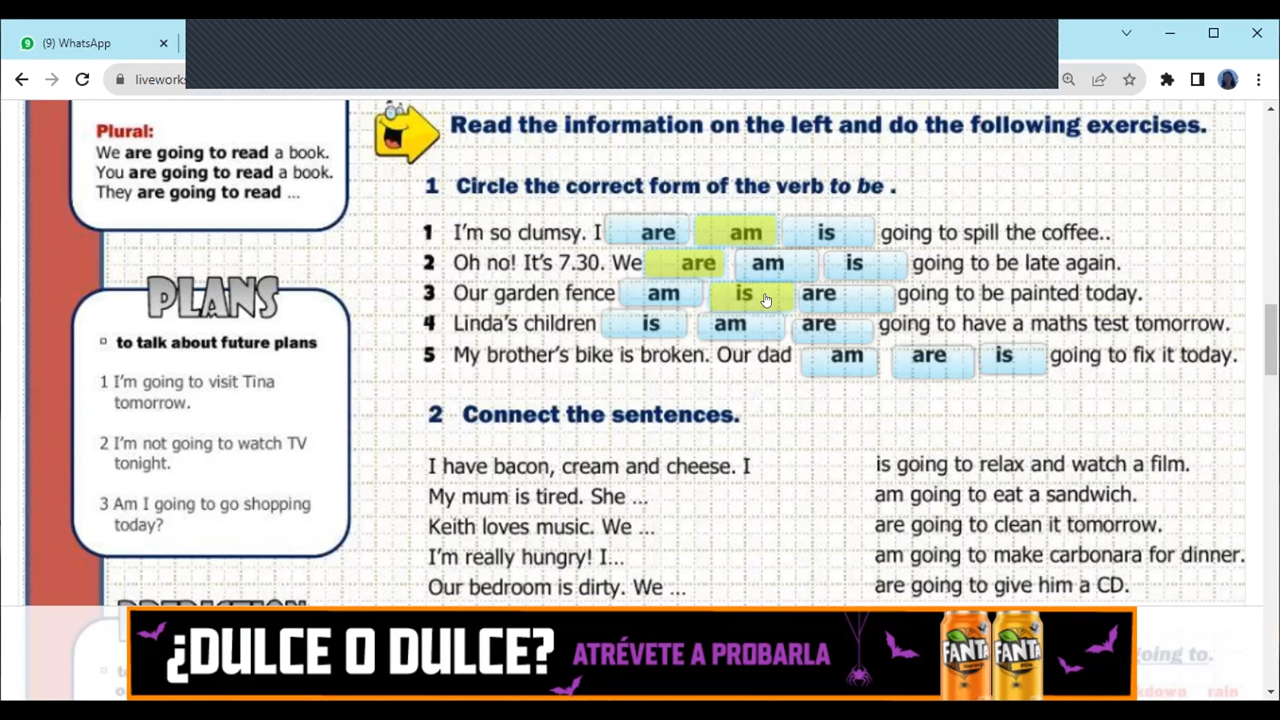 (9) WhatsApp
livewor
Plural:
We are going to read a book.
You are going to read a book.
They are going to read ...
PLANS
to talk about future plans
1 I'm going to visit Tina
tomorrow.
2 I'm not going to watch TV
tonight.
3 Am I going to go shopping
today?
Read the information on the left and do the following exercises.
1 Circle the correct form of the verb to be .
1 I'm so clumsy. I are am is going to spill the coffee..
2 Oh no! It's 7.30. We are am is going to be late again.
3 Our garden fence am is are going to be painted today.
4 Linda's children is am are going to have a maths test tomorrow.
5 My brother's bike is broken. Our dad am are is going to fix it today.
2 Connect the sentences.
I have bacon, cream and cheese. I
My mum is tired. She ...
Keith loves music. We ...
I'm really hungry! I...
Our bedroom is dirty. We ...
is going to relax and watch a film.
am going to eat a sandwich.
are going to clean it tomorrow.
am going to make carbonara for dinner.
are going to give him a CD.
¿DULCE O DULCE? ATRÉVETE A PROBARLA
FANTA FANTA
going to.
kdown rain